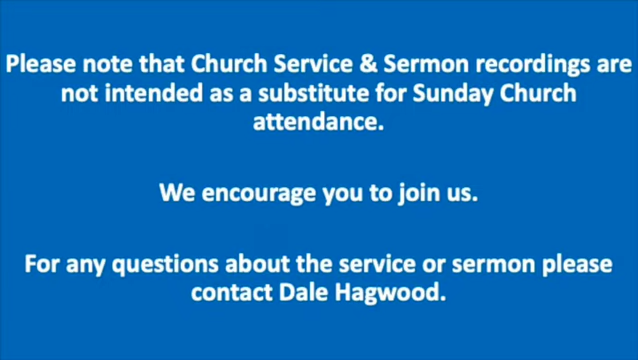 Please note that Church Service & Sermon recordings are
not intended as a substitute for Sunday Church
attendance.
We encourage you to join us.
For any questions about the service or sermon please
contact Dale Hagwood.